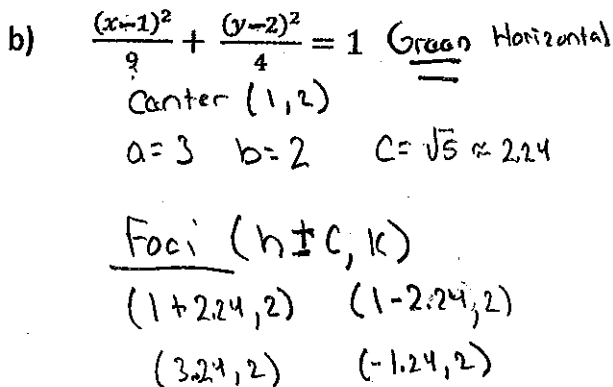 b) (x-1)²/9 + (y-2)²/4 = 1 Green Horizontal
Center (1,2)
a=3 b=2 c=√5 ≈ 2.24
Foci (h±c, k)
(1+2.24, 2) (1-2.24, 2)
(3.24, 2) (-1.24, 2)